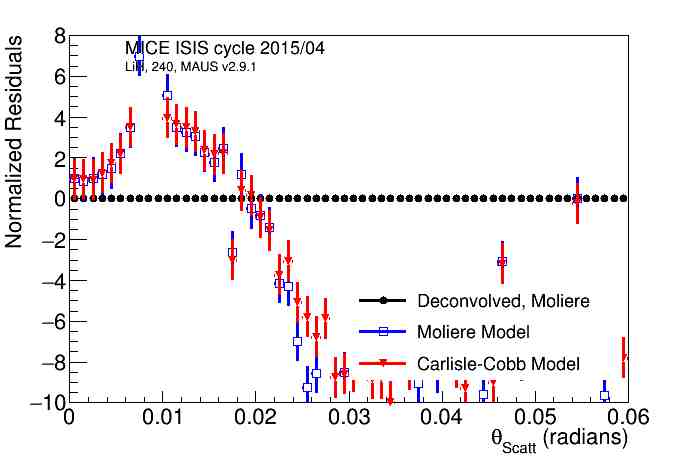 8
6
4
2
0
−2
−4
−6
−8
−10
Normalized Residuals
MICE ISIS cycle 2015/04
LiH, 240, MAUS v2.9.1
Deconvolved, Moliere
Moliere Model
Carlisle-Cobb Model
0 0.01 0.02 0.03 0.04 0.05 0.06
θScatt (radians)